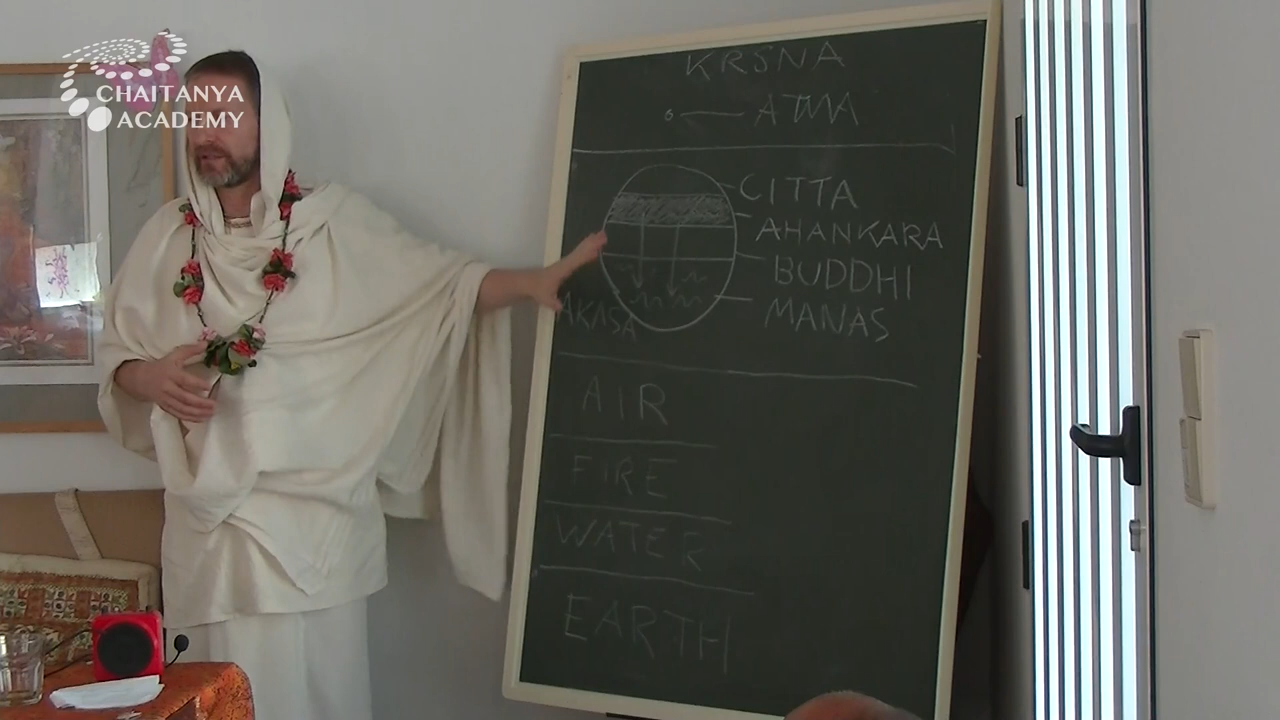 CHAITANYA
ACADEMY
KRSNA
ATMA
CITTA
AHANKARA
BUDDHI
MANAS
AKASA
AIR
FIRE
WATER
EARTH